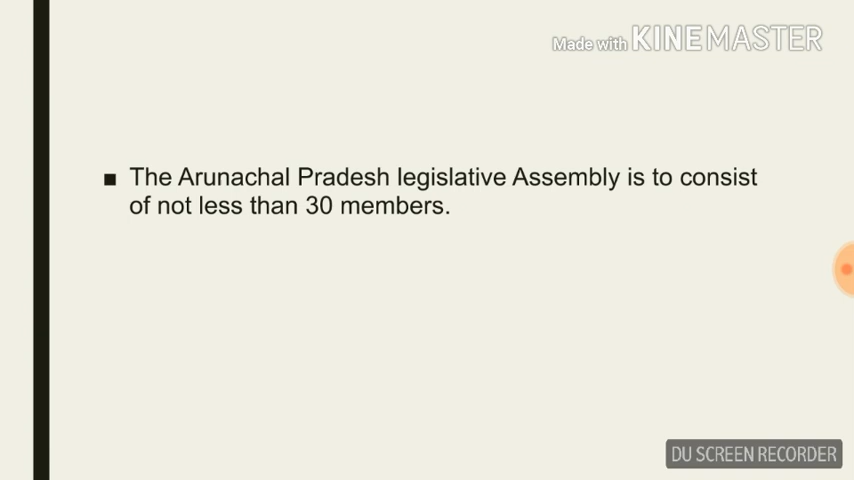 Made with KINEMASTER
■ The Arunachal Pradesh legislative Assembly is to consist
of not less than 30 members.
DU SCREEN RECORDER